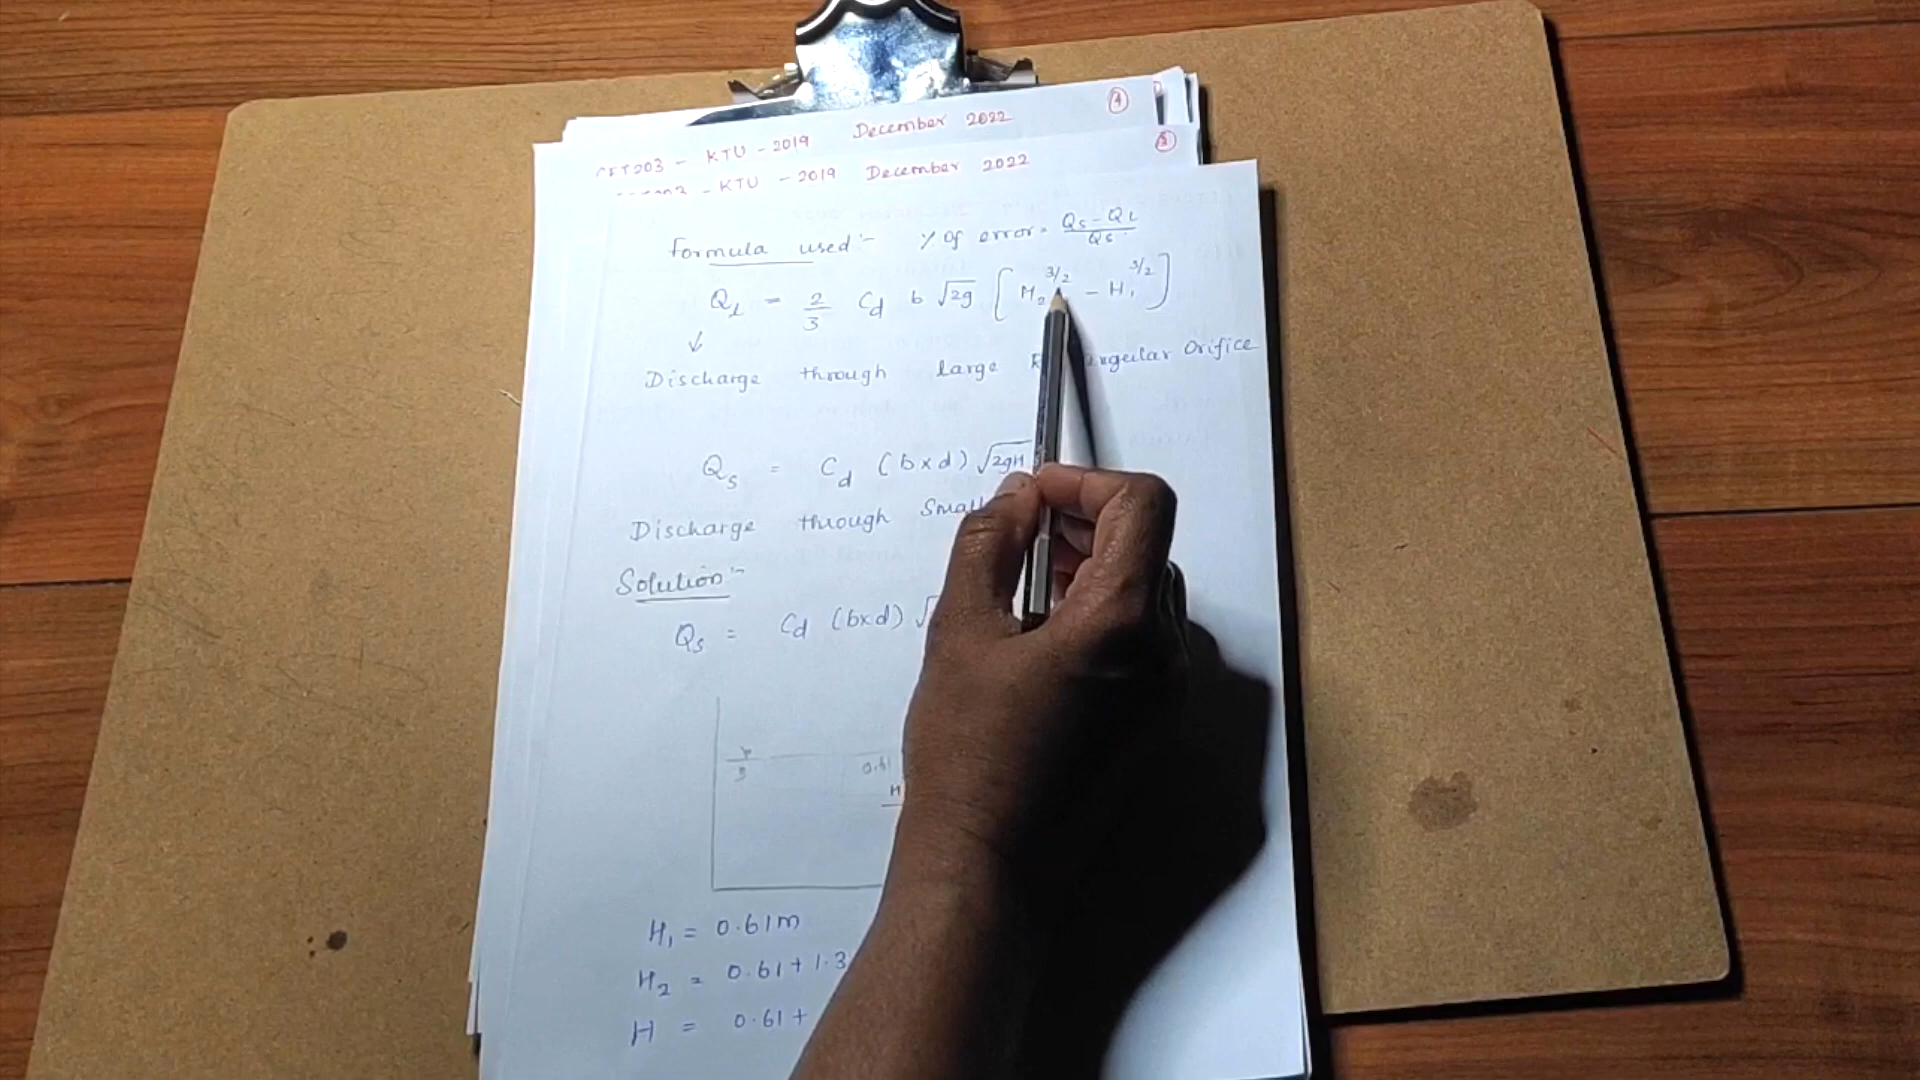 ④
KTU - 2019 December 2022
⑤
- KTU - 2019 December 2022
formula used :- % Of error = Qs - QL / Qs
QL = 2/3 Cd b √2g [ H2^3/2 - H1^3/2 ]
↓
Discharge through large Orifice
Qs = Cd (b×d) √2gH
Discharge through Small
Solution :-
Qs = Cd (b×d) √
0.61
H
H1 = 0.61m
H2 = 0.61 + 1.3
H = 0.61 +